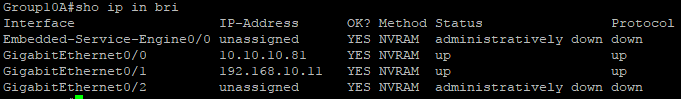 Group10A#sho ip in bri
Interface                  IP-Address      OK? Method Status                Protocol
Embedded-Service-Engine0/0 unassigned      YES NVRAM  administratively down down
GigabitEthernet0/0         10.10.10.81     YES NVRAM  up                    up
GigabitEthernet0/1         192.168.10.11   YES NVRAM  up                    up
GigabitEthernet0/2         unassigned      YES NVRAM  administratively down down